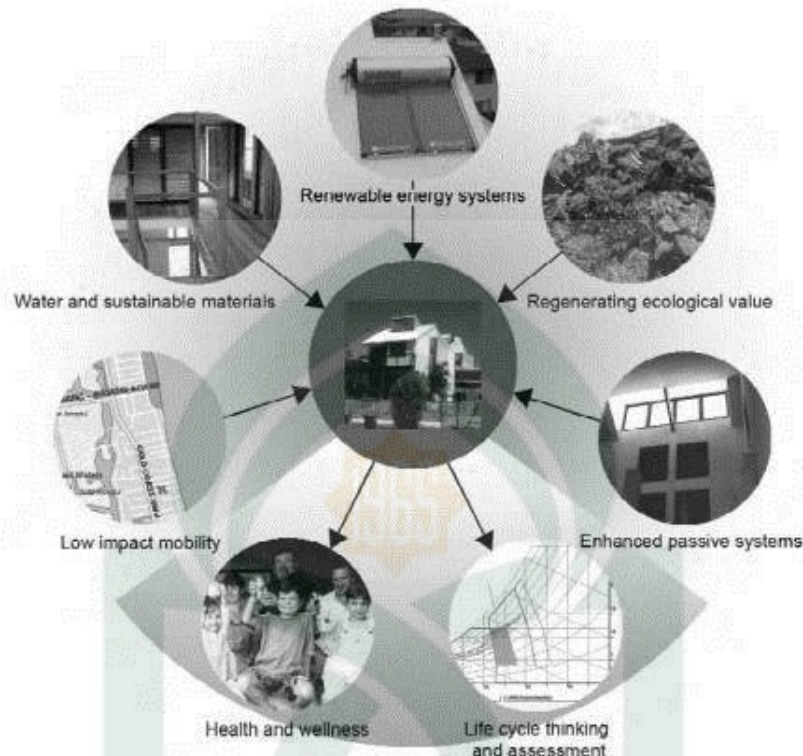 Renewable energy systems
Water and sustainable materials
Regenerating ecological value
Low impact mobility
Enhanced passive systems
Health and wellness
Life cycle thinking
and assessment